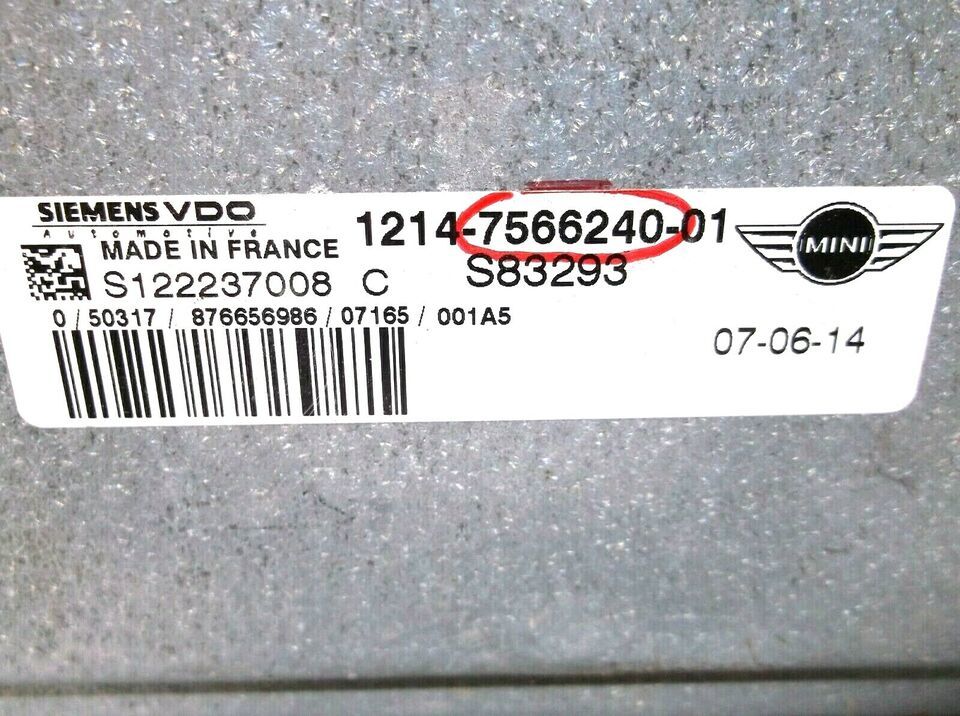 SIEMENS VDO
Automotive
MADE IN FRANCE
1214-7566240-01
MINI
S122237008 C
S83293
0/50317/ 876656986/07165/ 001A5
07-06-14